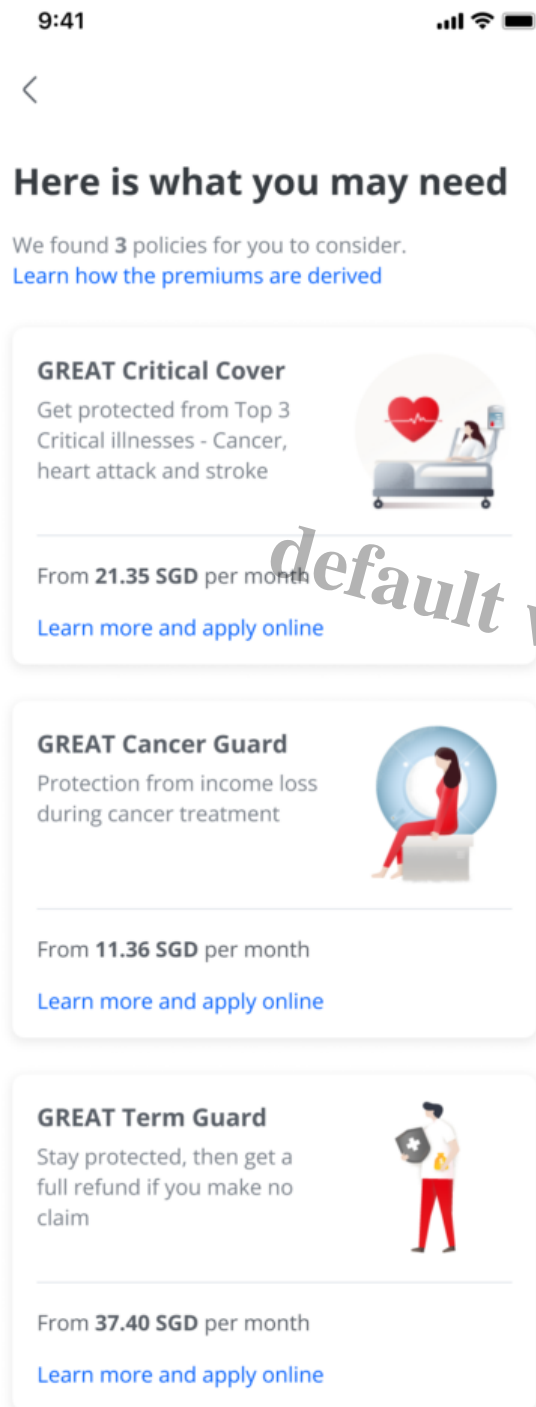 9:41
Here is what you may need
We found 3 policies for you to consider.
Learn how the premiums are derived
GREAT Critical Cover
Get protected from Top 3
Critical illnesses - Cancer,
heart attack and stroke
From 21.35 SGD per month
default
Learn more and apply online
GREAT Cancer Guard
Protection from income loss
during cancer treatment
From 11.36 SGD per month
Learn more and apply online
GREAT Term Guard
Stay protected, then get a
full refund if you make no
claim
From 37.40 SGD per month
Learn more and apply online